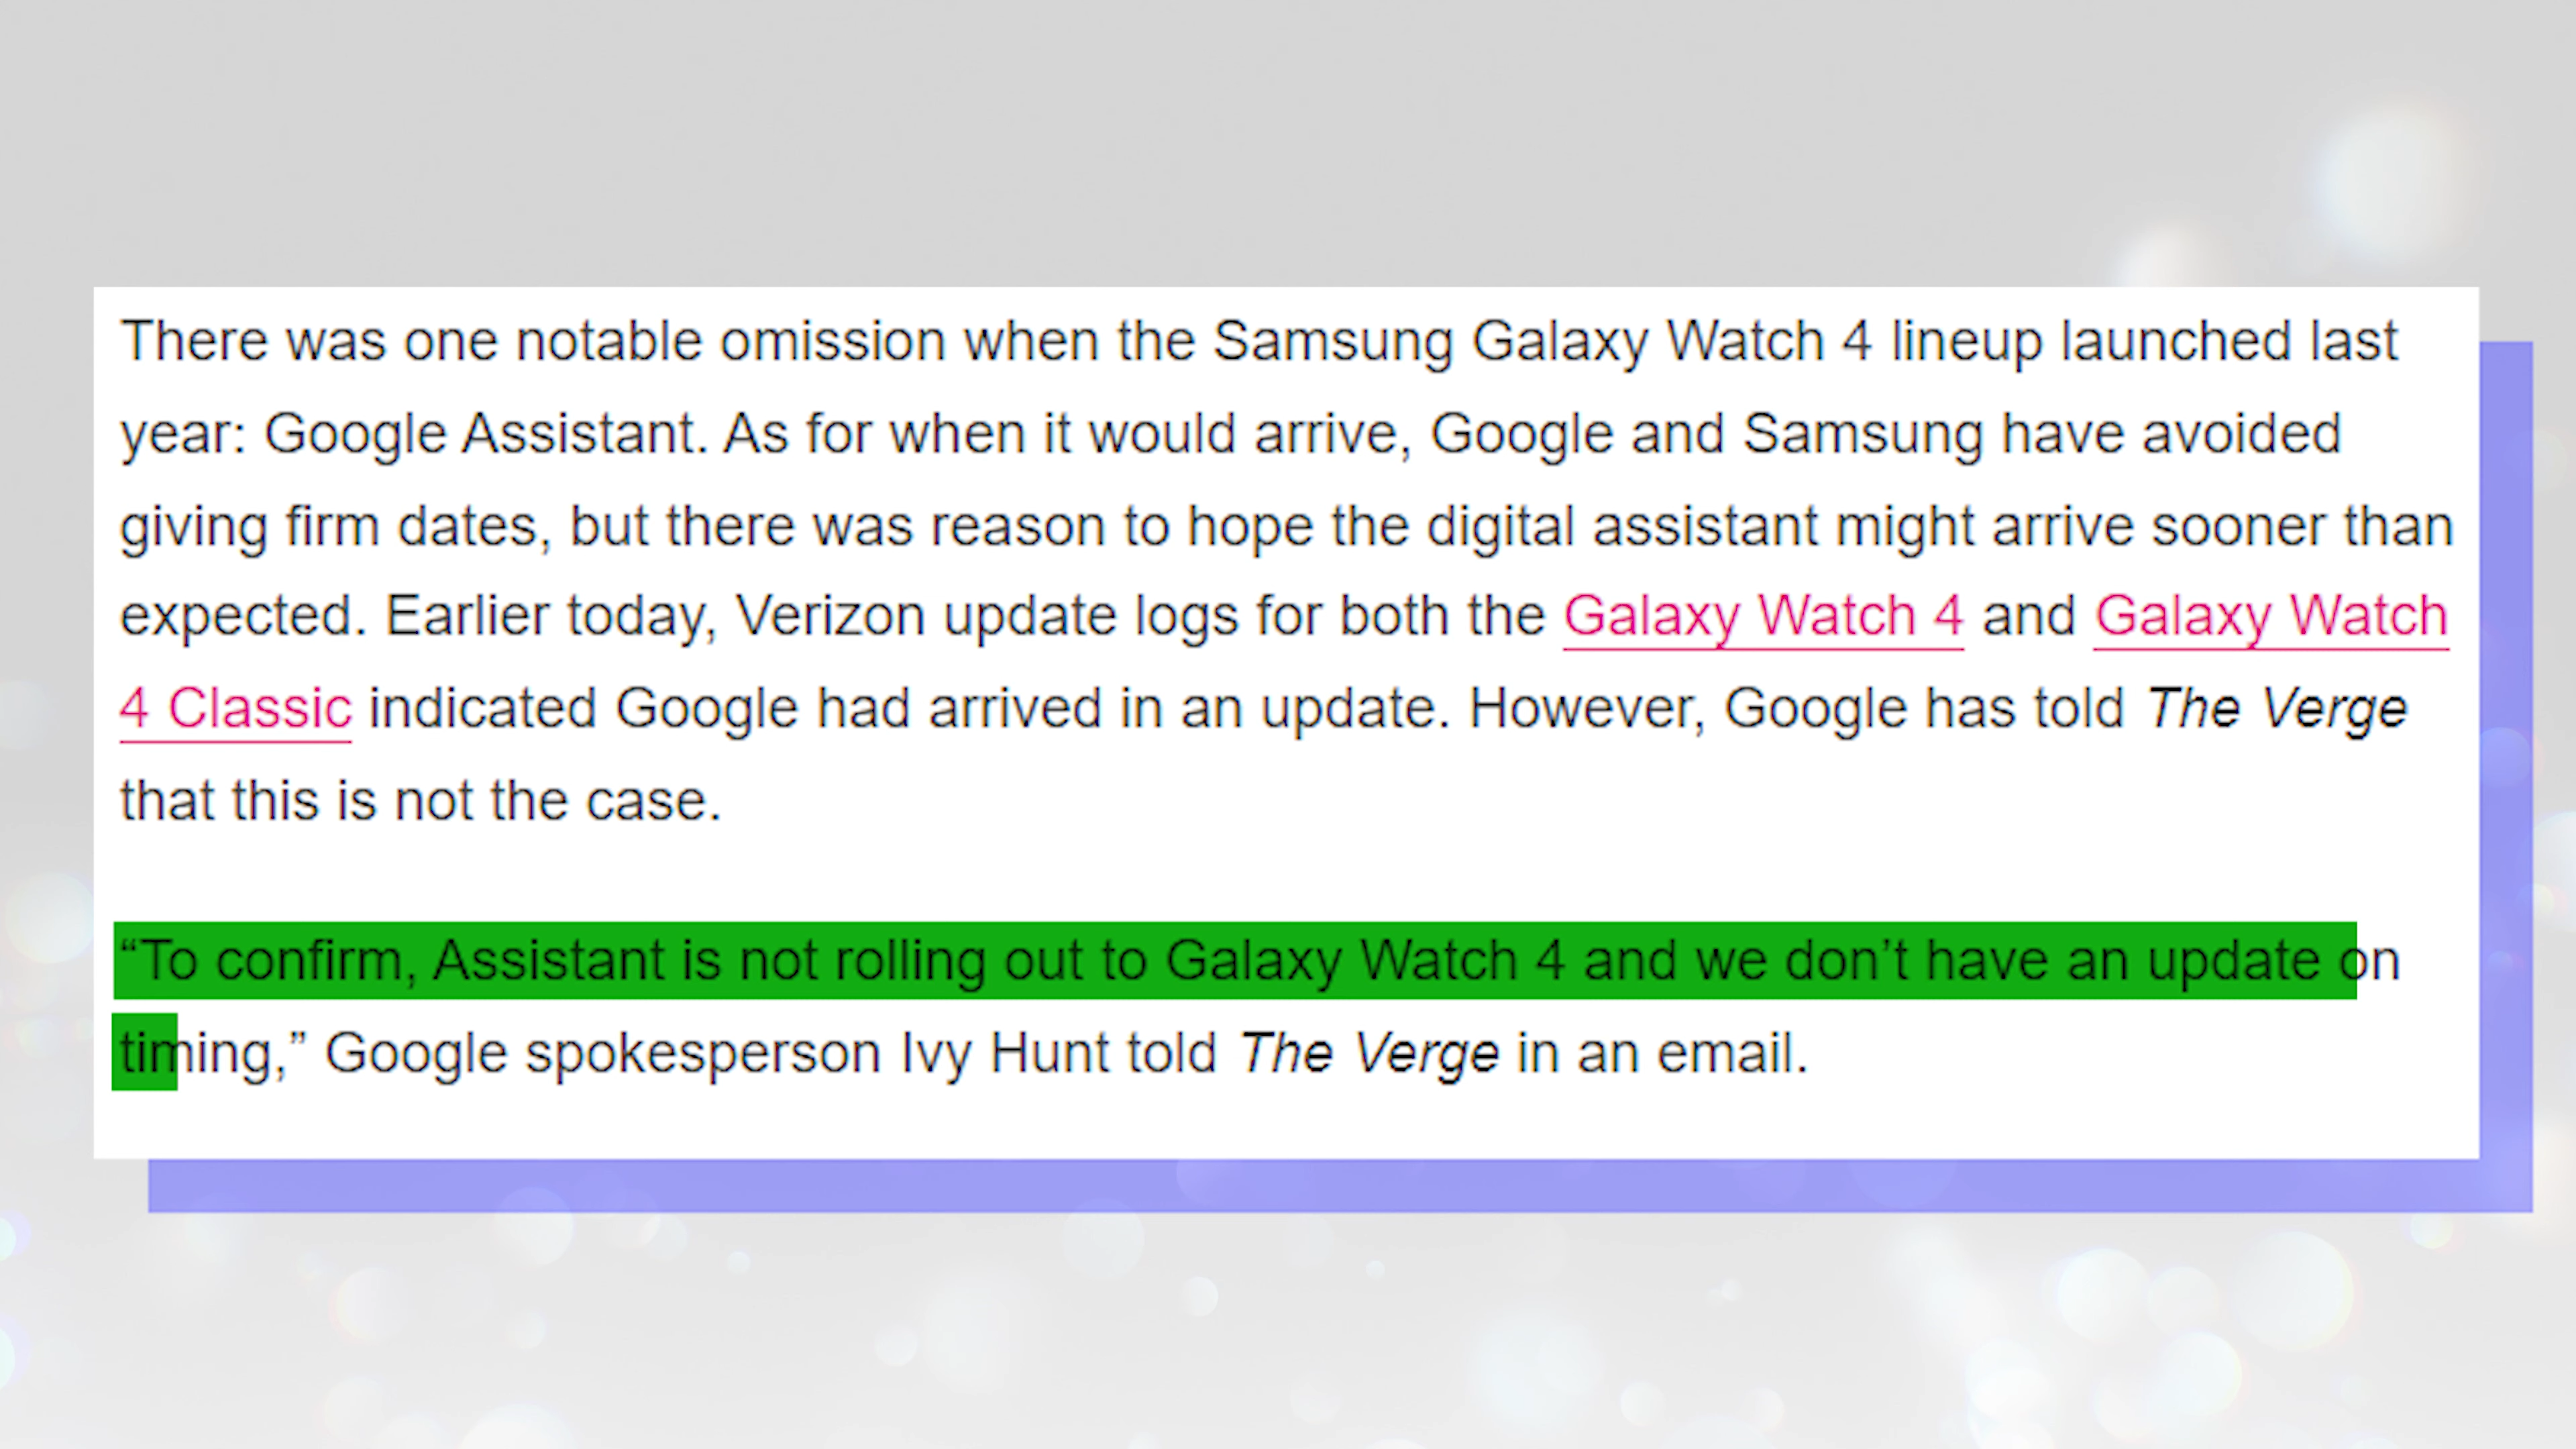 There was one notable omission when the Samsung Galaxy Watch 4 lineup launched last
year: Google Assistant. As for when it would arrive, Google and Samsung have avoided
giving firm dates, but there was reason to hope the digital assistant might arrive sooner than
expected. Earlier today, Verizon update logs for both the Galaxy Watch 4 and Galaxy Watch
4 Classic indicated Google had arrived in an update. However, Google has told The Verge
that this is not the case.
“To confirm, Assistant is not rolling out to Galaxy Watch 4 and we don’t have an update on
timing,” Google spokesperson Ivy Hunt told The Verge in an email.